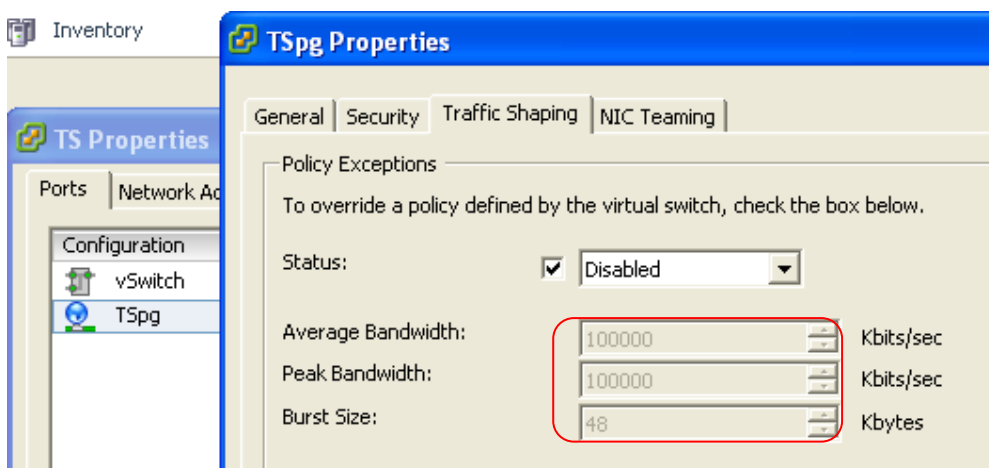 Inventory
TSpg Properties
General Security Traffic Shaping NIC Teaming
TS Properties
Policy Exceptions
Ports Network Ac
To override a policy defined by the virtual switch, check the box below.
Configuration
Status: Disabled
vSwitch
TSpg
Average Bandwidth: 100000 Kbits/sec
Peak Bandwidth: 100000 Kbits/sec
Burst Size: 48 Kbytes